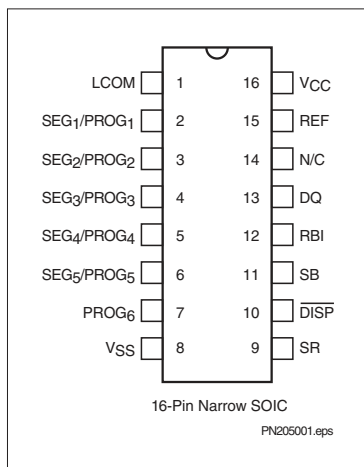 LCOM 1 16 VCC
SEG1/PROG1 2 15 REF
SEG2/PROG2 3 14 N/C
SEG3/PROG3 4 13 DQ
SEG4/PROG4 5 12 RBI
SEG5/PROG5 6 11 SB
PROG6 7 10 DISP
VSS 8 9 SR
16-Pin Narrow SOIC
PN205001.eps